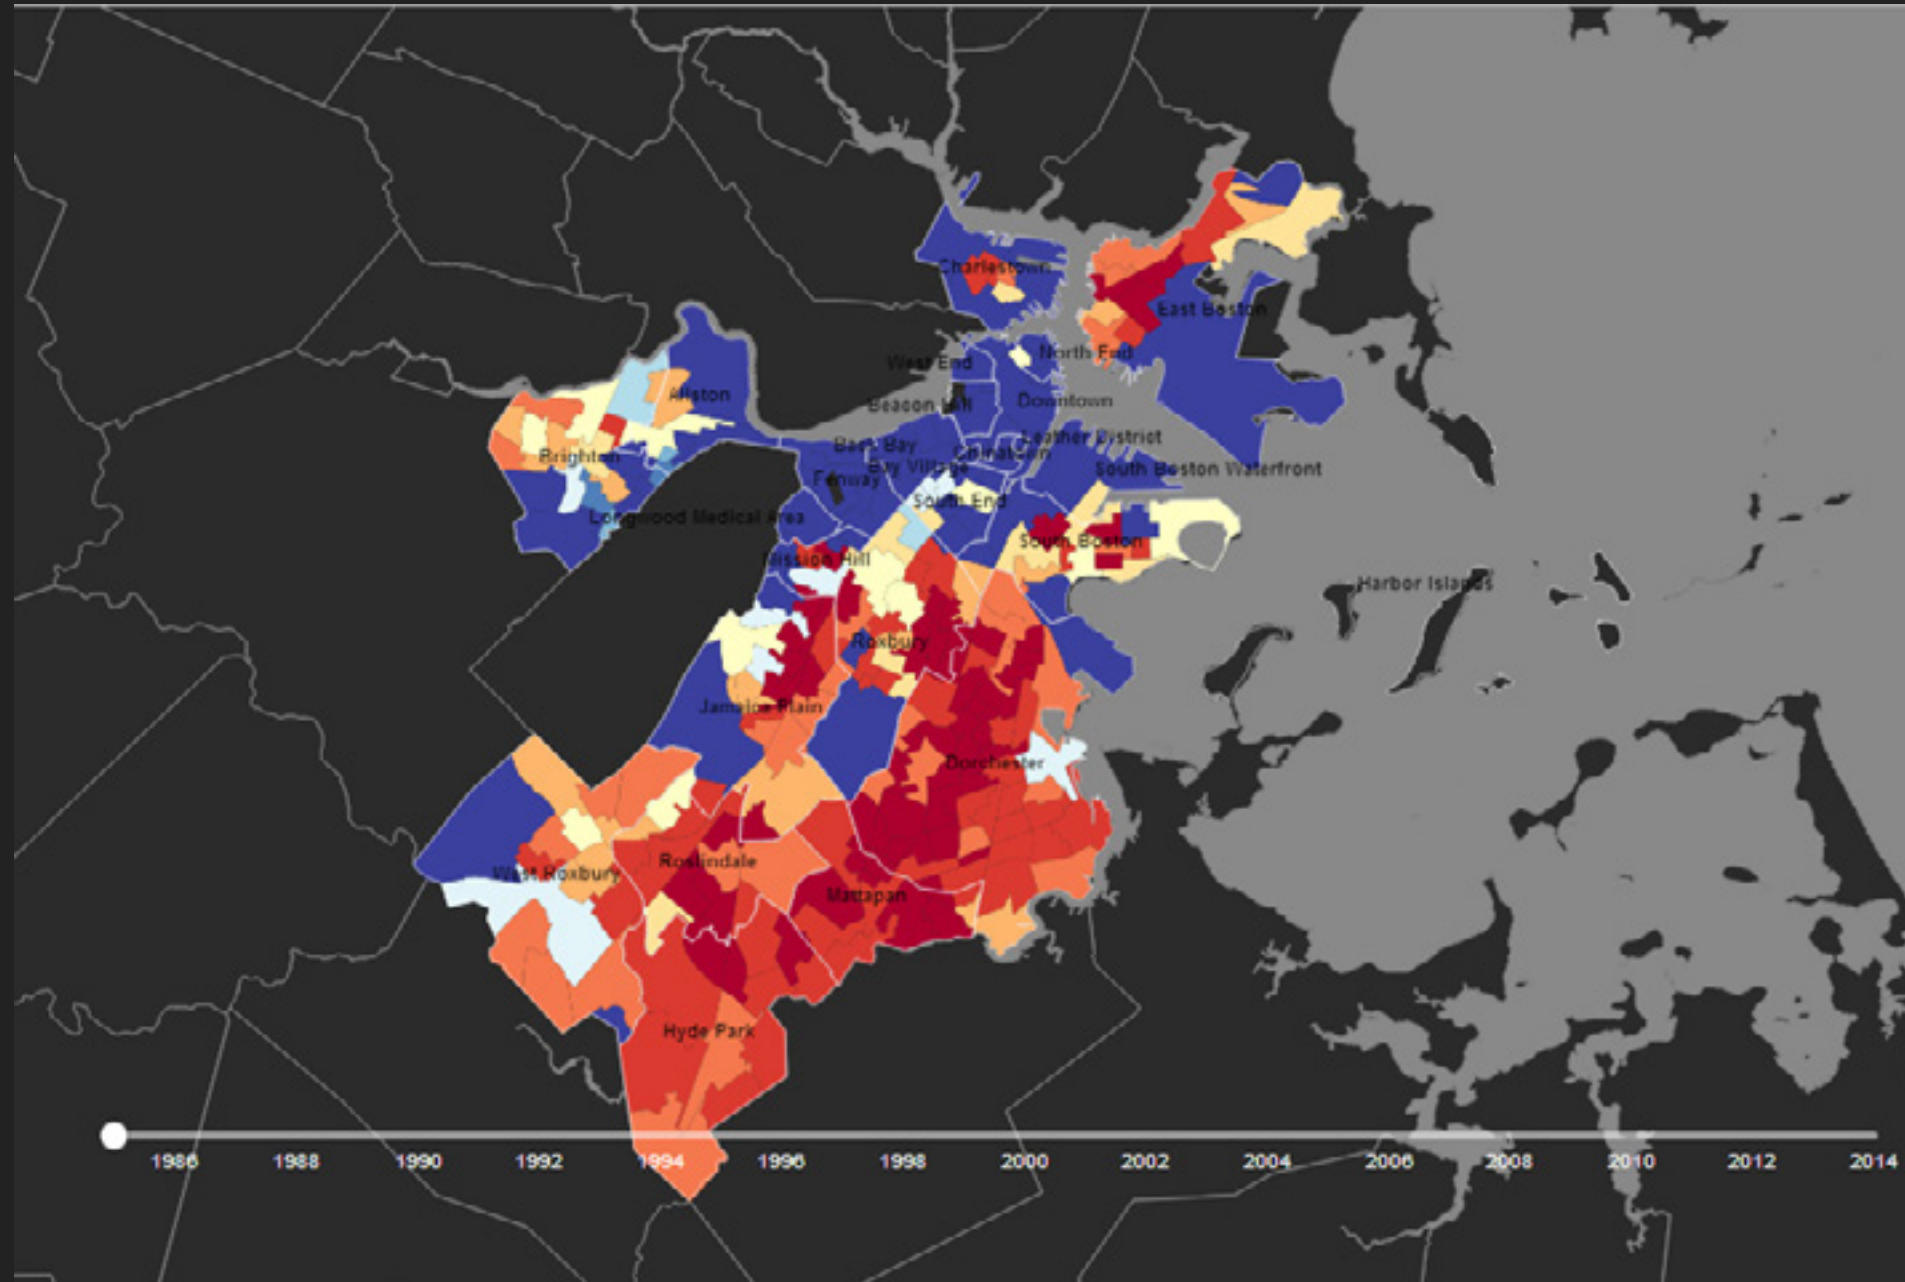 Charlestown
East Boston
West End
North End
Allston
Beacon Hill
Downtown
Back Bay
Leather District
Chinatown
Brighton
Bay Village
South Boston Waterfront
Fenway
South End
Longwood Medical Area
South Boston
Mission Hill
Harbor Islands
Roxbury
Jamaica Plain
Dorchester
Roslindale
West Roxbury
Mattapan
Hyde Park
1986 1988 1990 1992 1994 1996 1998 2000 2002 2004 2006 2008 2010 2012 2014